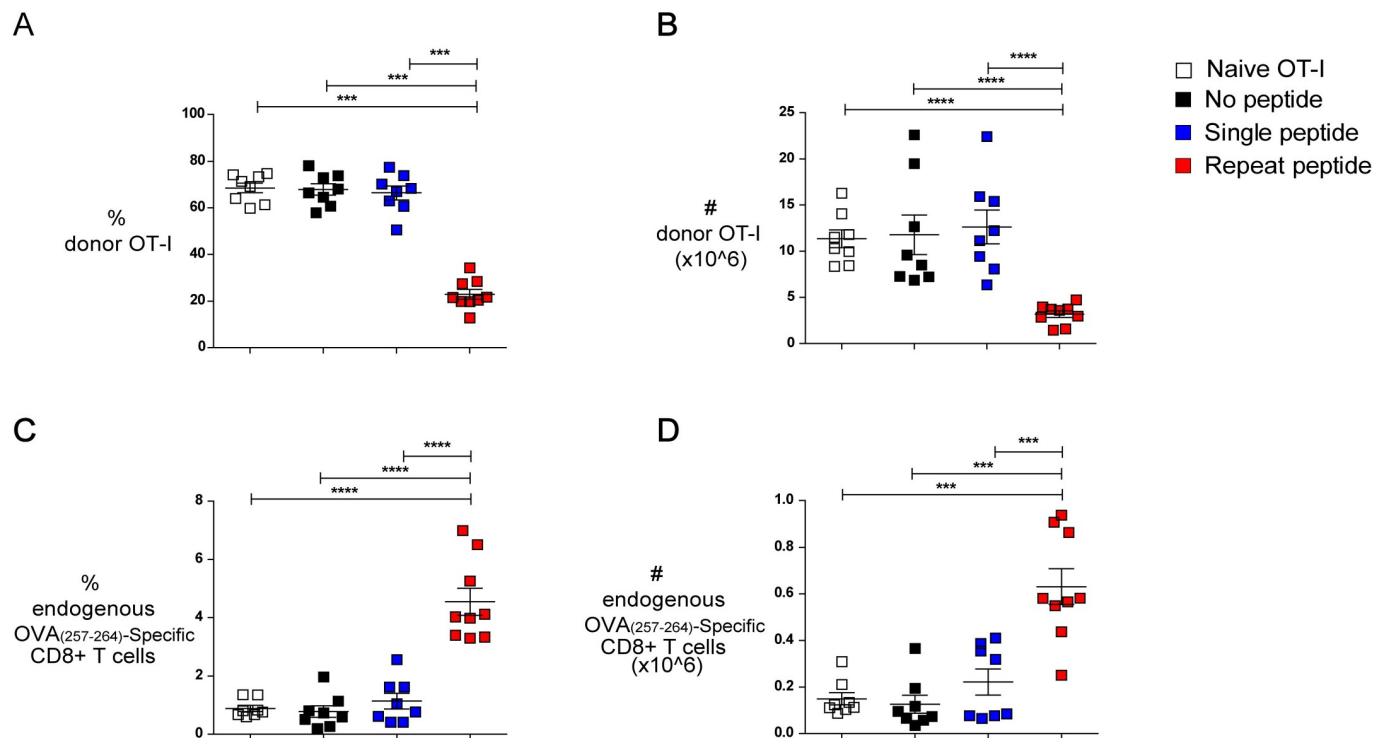 A
B
***
***
***
****
****
****
Naive OT-I
No peptide
Single peptide
Repeat peptide
%
donor OT-I
100
80
60
40
20
0
#
donor OT-I
(x10^6)
25
20
15
10
5
0
C
D
****
****
****
***
***
***
%
endogenous
OVA(257-264)-Specific
CD8+ T cells
8
6
4
2
0
#
endogenous
OVA(257-264)-Specific
CD8+ T cells
(x10^6)
1.0
0.8
0.6
0.4
0.2
0.0